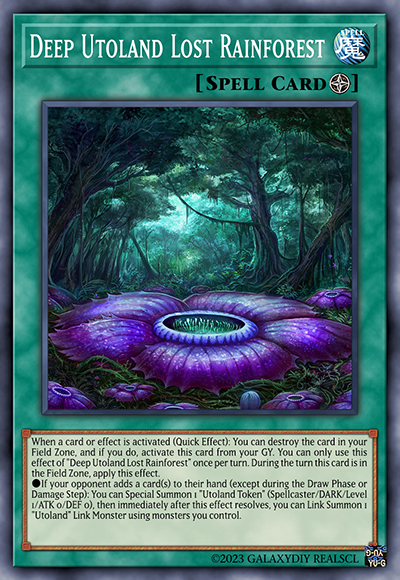 DEEP UTOLAND LOST RAINFOREST
SPELL
魔
[SPELL CARD]
When a card or effect is activated (Quick Effect): You can destroy the card in your
Field Zone, and if you do, activate this card from your GY. You can only use this
effect of "Deep Utoland Lost Rainforest" once per turn. During the turn this card is in
the Field Zone, apply this effect.
●If your opponent adds a card(s) to their hand (except during the Draw Phase or
Damage Step): You can Special Summon 1 "Utoland Token" (Spellcaster/DARK/Level
1/ATK 0/DEF 0), then immediately after this effect resolves, you can Link Summon 1
"Utoland" Link Monster using monsters you control.
©2023 GALAXYDIY REALSCL
YU-G